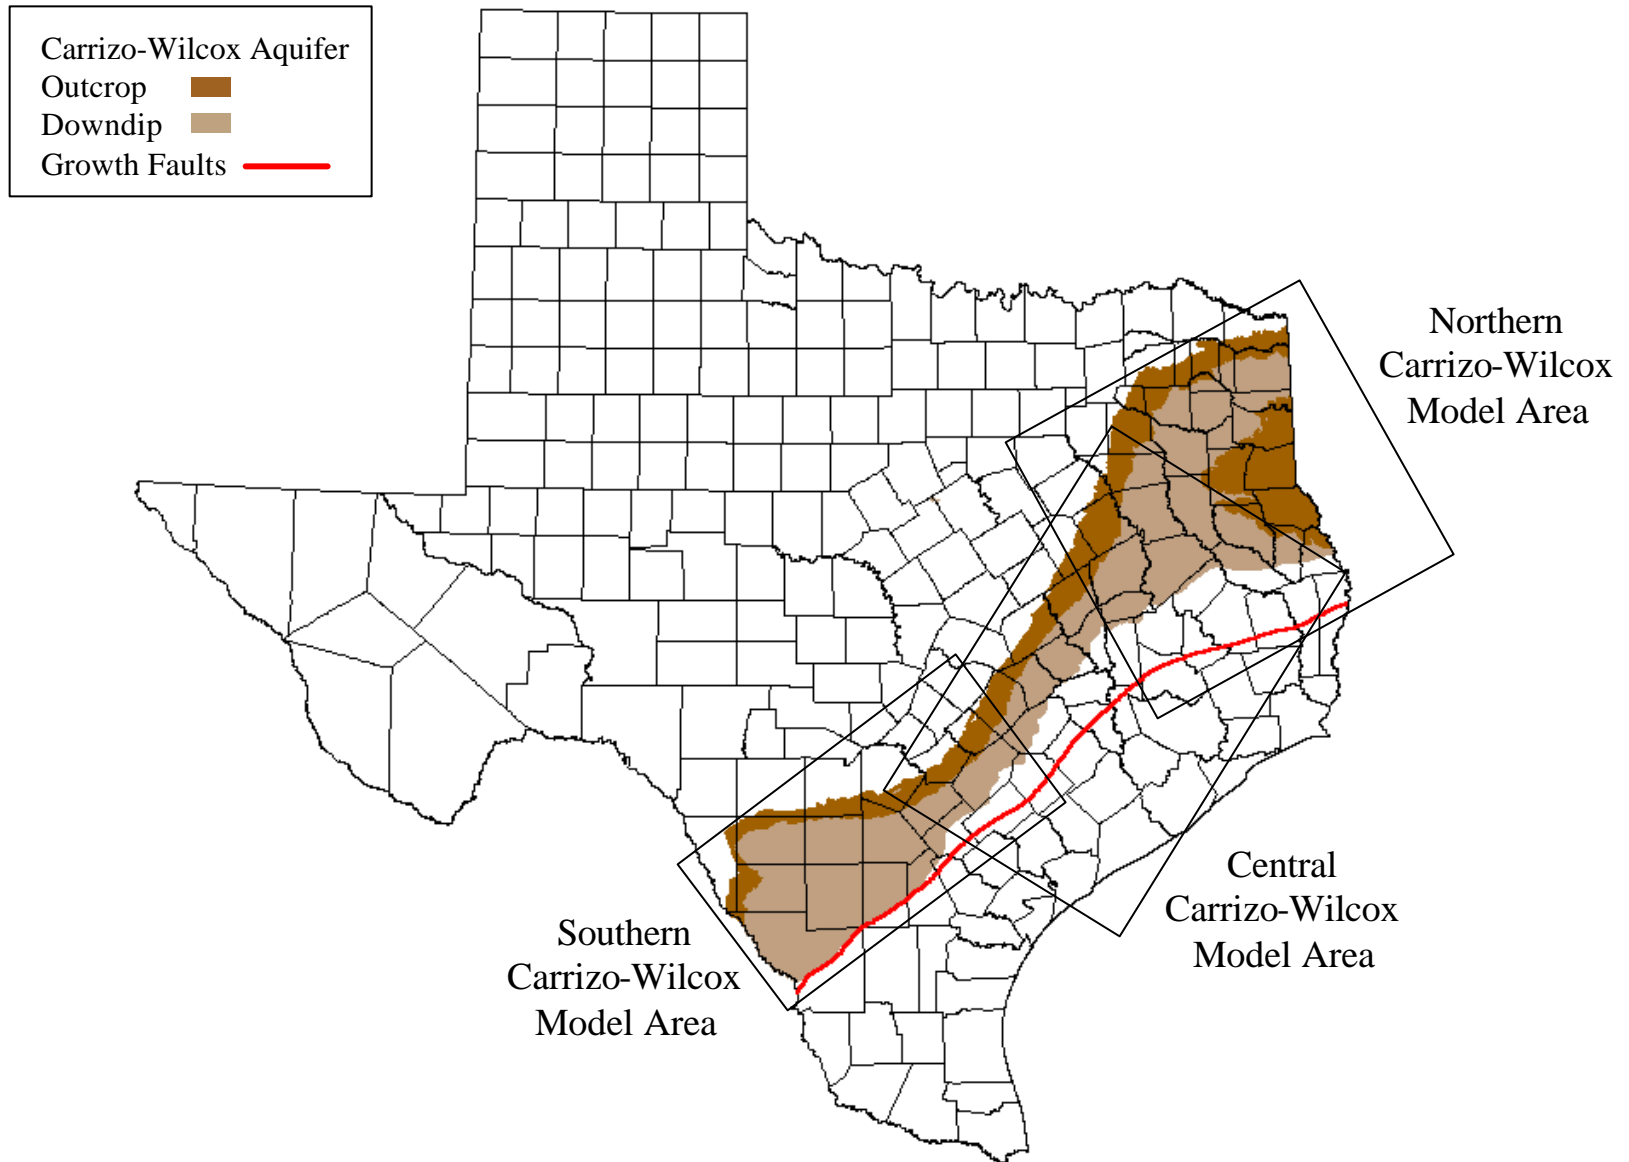 Carrizo-Wilcox Aquifer
Outcrop
Downdip
Growth Faults
Northern
Carrizo-Wilcox
Model Area
Central
Carrizo-Wilcox
Model Area
Southern
Carrizo-Wilcox
Model Area